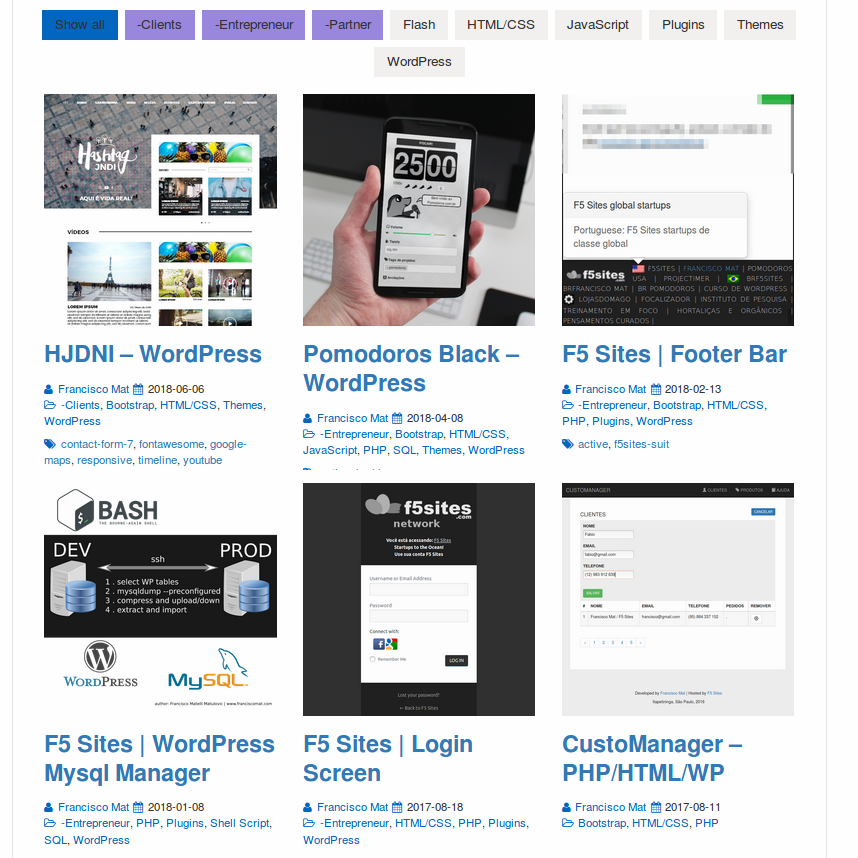 Show all
-Clients
-Entrepreneur
-Partner
Flash
HTML/CSS
JavaScript
Plugins
Themes
WordPress
Hashtag
JNDI
AQUI É VIDA REAL!
VÍDEOS
LOREM IPSUM
HJDNI – WordPress
Francisco Mat 2018-06-06
-Clients, Bootstrap, HTML/CSS, Themes,
WordPress
contact-form-7, fontawesome, google-
maps, responsive, timeline, youtube
25 00
Pomodoros Black –
WordPress
Francisco Mat 2018-04-08
-Entrepreneur, Bootstrap, HTML/CSS,
JavaScript, PHP, SQL, Themes, WordPress
F5 Sites global startups
Portuguese: F5 Sites startups de
classe global
f5sites F5SITES | FRANCISCO MAT | POMODOROS
USA | PROJECTIMER | BRF5SITES |
BRFRANCISCO MAT | BR POMODOROS | CURSO DE WORDPRESS |
LOJASDOMAGO | FOCALIZADOR | INSTITUTO DE PESQUISA |
TREINAMENTO EM FOCO | HORTALIÇAS E ORGÂNICOS |
PENSAMENTOS CURADOS |
F5 Sites | Footer Bar
Francisco Mat 2018-02-13
-Entrepreneur, Bootstrap, HTML/CSS,
PHP, Plugins, WordPress
active, f5sites-suit
BASH
THE BOURNE-AGAIN SHELL
DEV
ssh
PROD
1 . select WP tables
2 . mysqldump --preconfigured
3 . compress and upload/down
4 . extract and import
WORDPRESS
MySQL
author: Francisco Matelli Matulovic | www.franciscomat.com
F5 Sites | WordPress
Mysql Manager
Francisco Mat 2018-01-08
-Entrepreneur, PHP, Plugins, Shell Script,
SQL, WordPress
f5sites
.com
network
Você está acessando: F5 Sites
Startups to the Ocean!
Use sua conta F5 Sites
Username or Email Address
Password
Connect with:
Remember Me
LOG IN
Lost your password?
← Back to F5 Sites
F5 Sites | Login
Screen
Francisco Mat 2017-08-18
-Entrepreneur, HTML/CSS, PHP, Plugins,
WordPress
CUSTOMANAGER
CLIENTES
PRODUTOS
AJUDA
CLIENTES
CANCELAR
NOME
EMAIL
TELEFONE
SALVAR
# NOME EMAIL TELEFONE PEDIDOS REMOVER
1 Francisco Mat / F5 Sites
« 1 2 3 4 5 »
Developed by Francisco Mat | Hosted by F5 Sites
Itapetininga, São Paulo, 2016
CustoManager –
PHP/HTML/WP
Francisco Mat 2017-08-11
Bootstrap, HTML/CSS, PHP